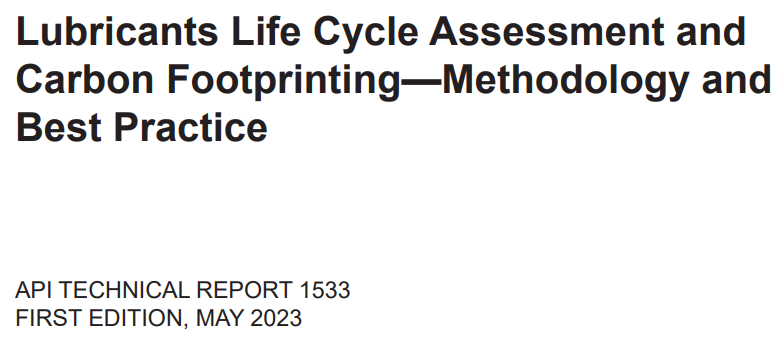 Lubricants Life Cycle Assessment and
Carbon Footprinting—Methodology and
Best Practice
API TECHNICAL REPORT 1533
FIRST EDITION, MAY 2023